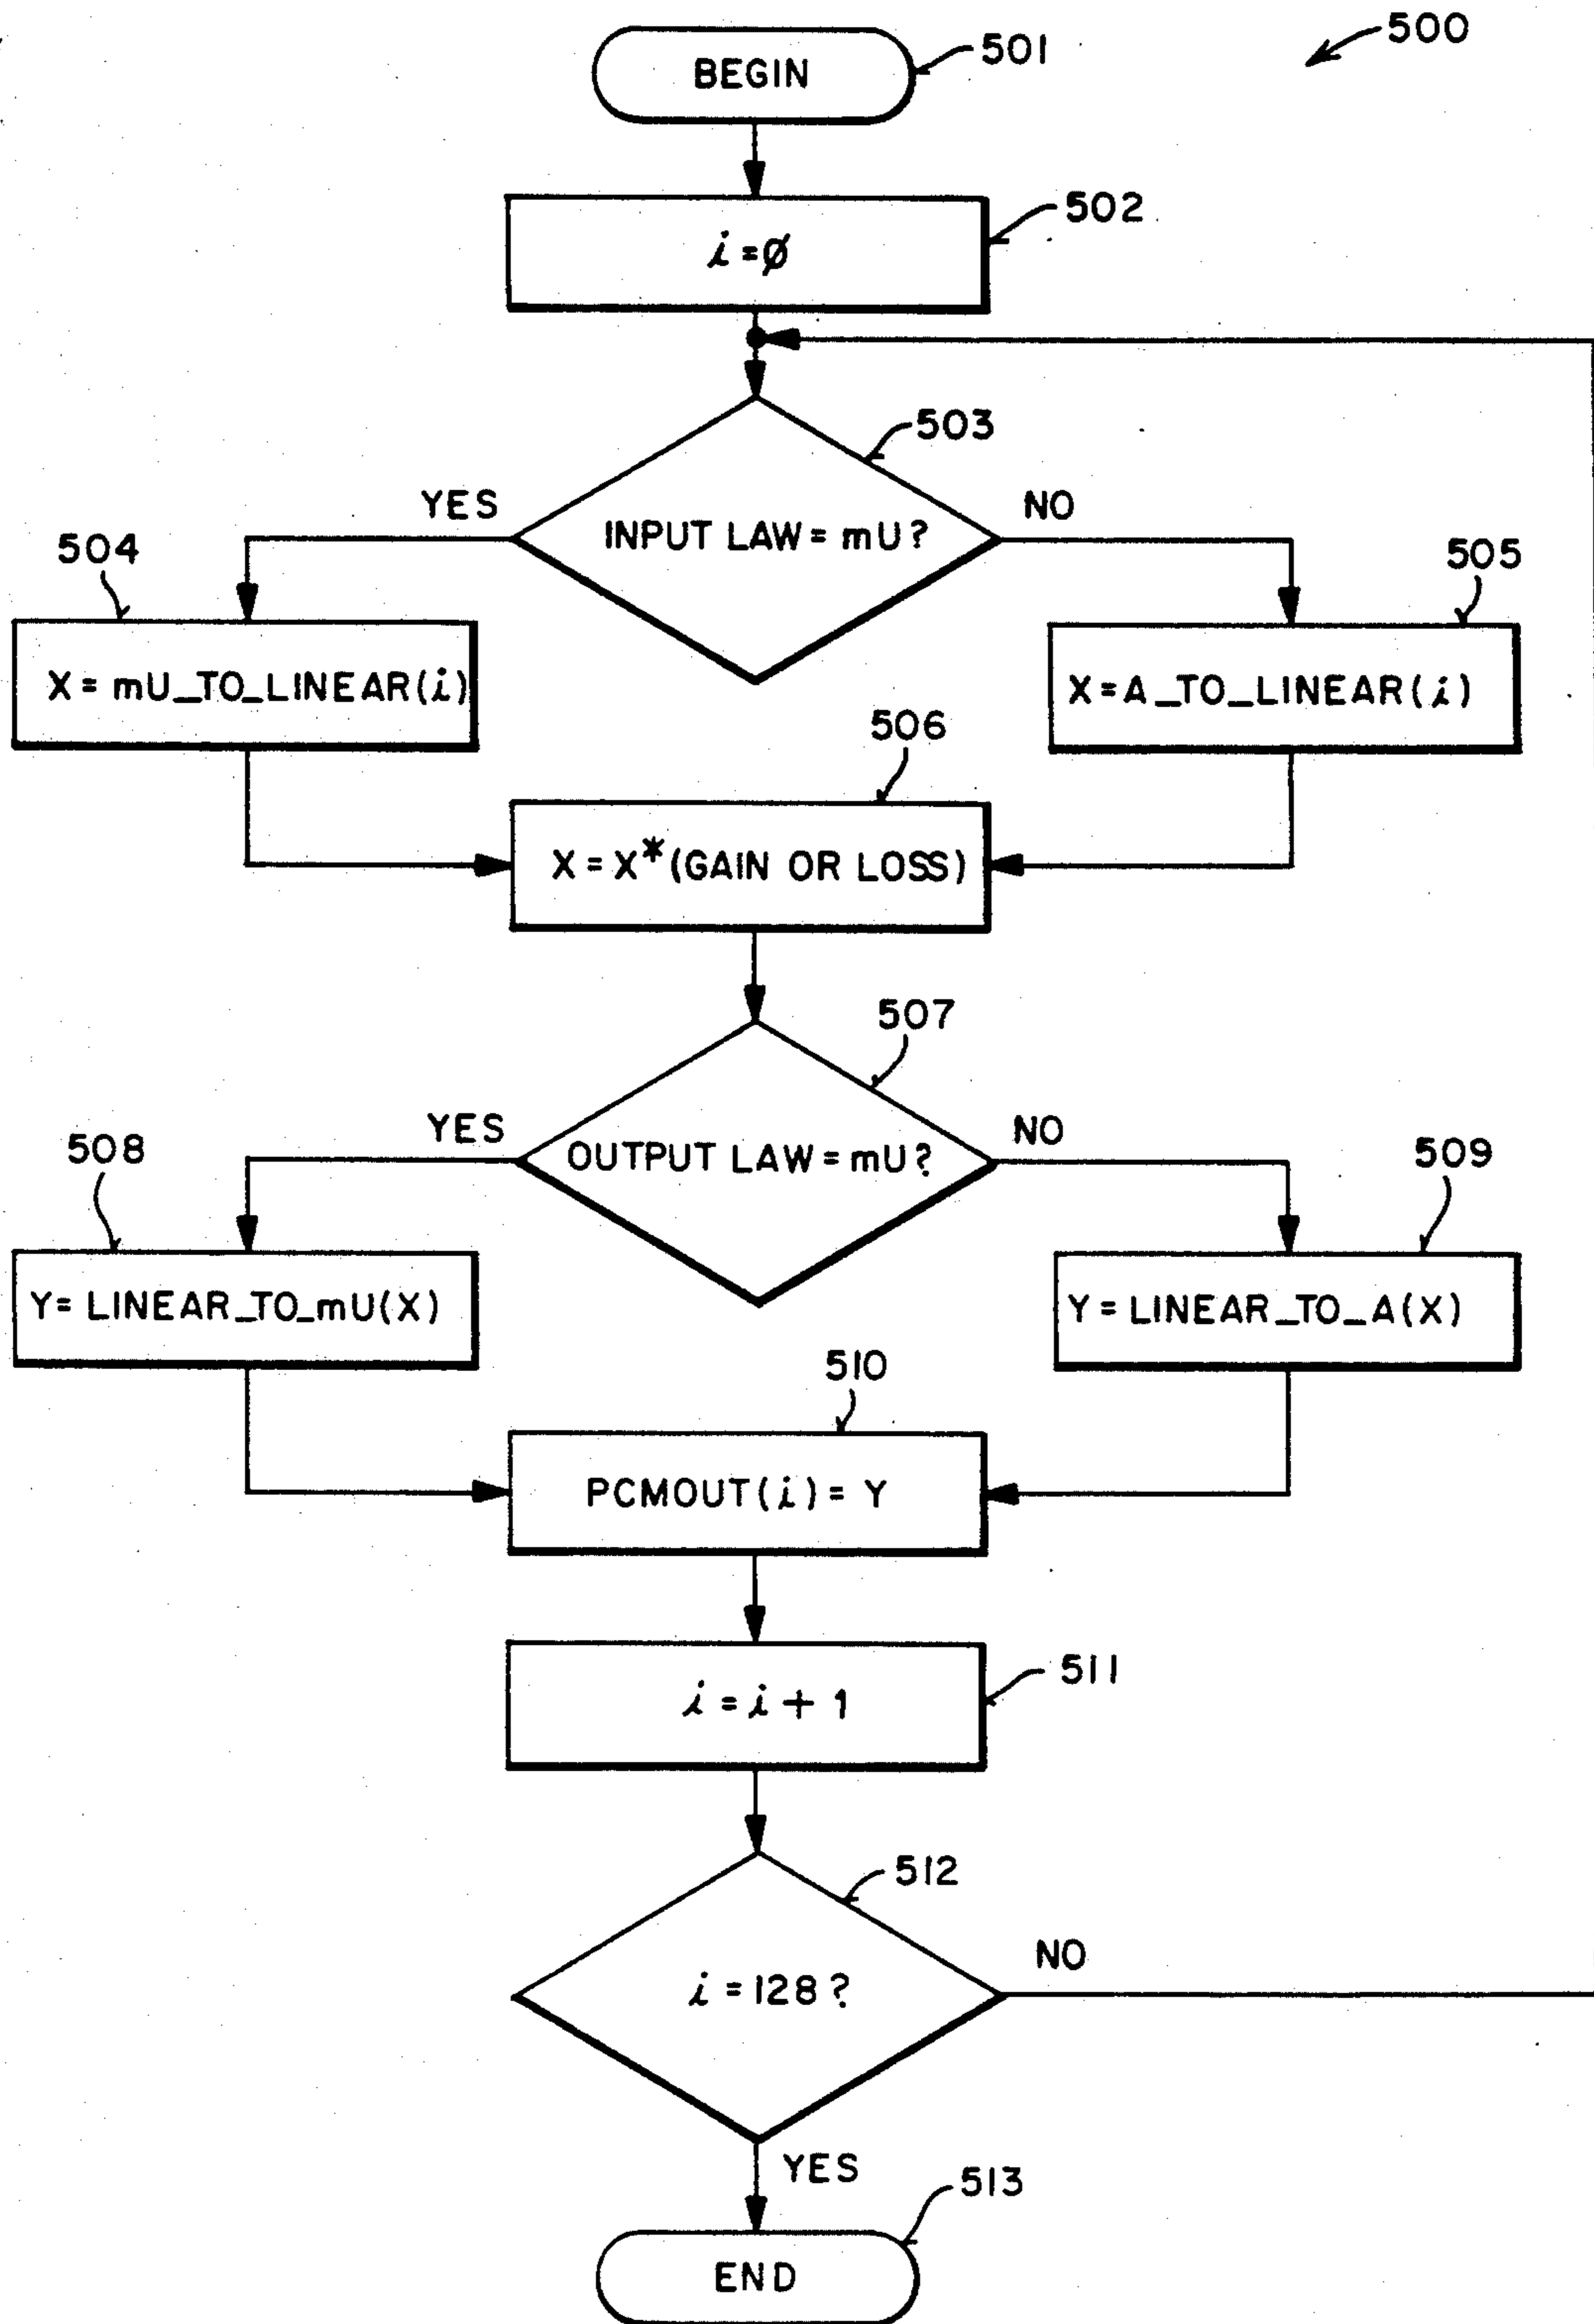 500
501
BEGIN
502
i=Ø
503
YES
INPUT LAW= mU?
NO
504
505
X= mU_TO_LINEAR(i)
X=A_TO_LINEAR(i)
506
X=X*(GAIN OR LOSS)
507
YES
OUTPUT LAW=mU?
NO
508
509
Y= LINEAR_TO_mU(X)
Y=LINEAR_TO_A(X)
510
PCMOUT(i)= Y
511
i=i+1
512
i=128?
NO
YES
513
END